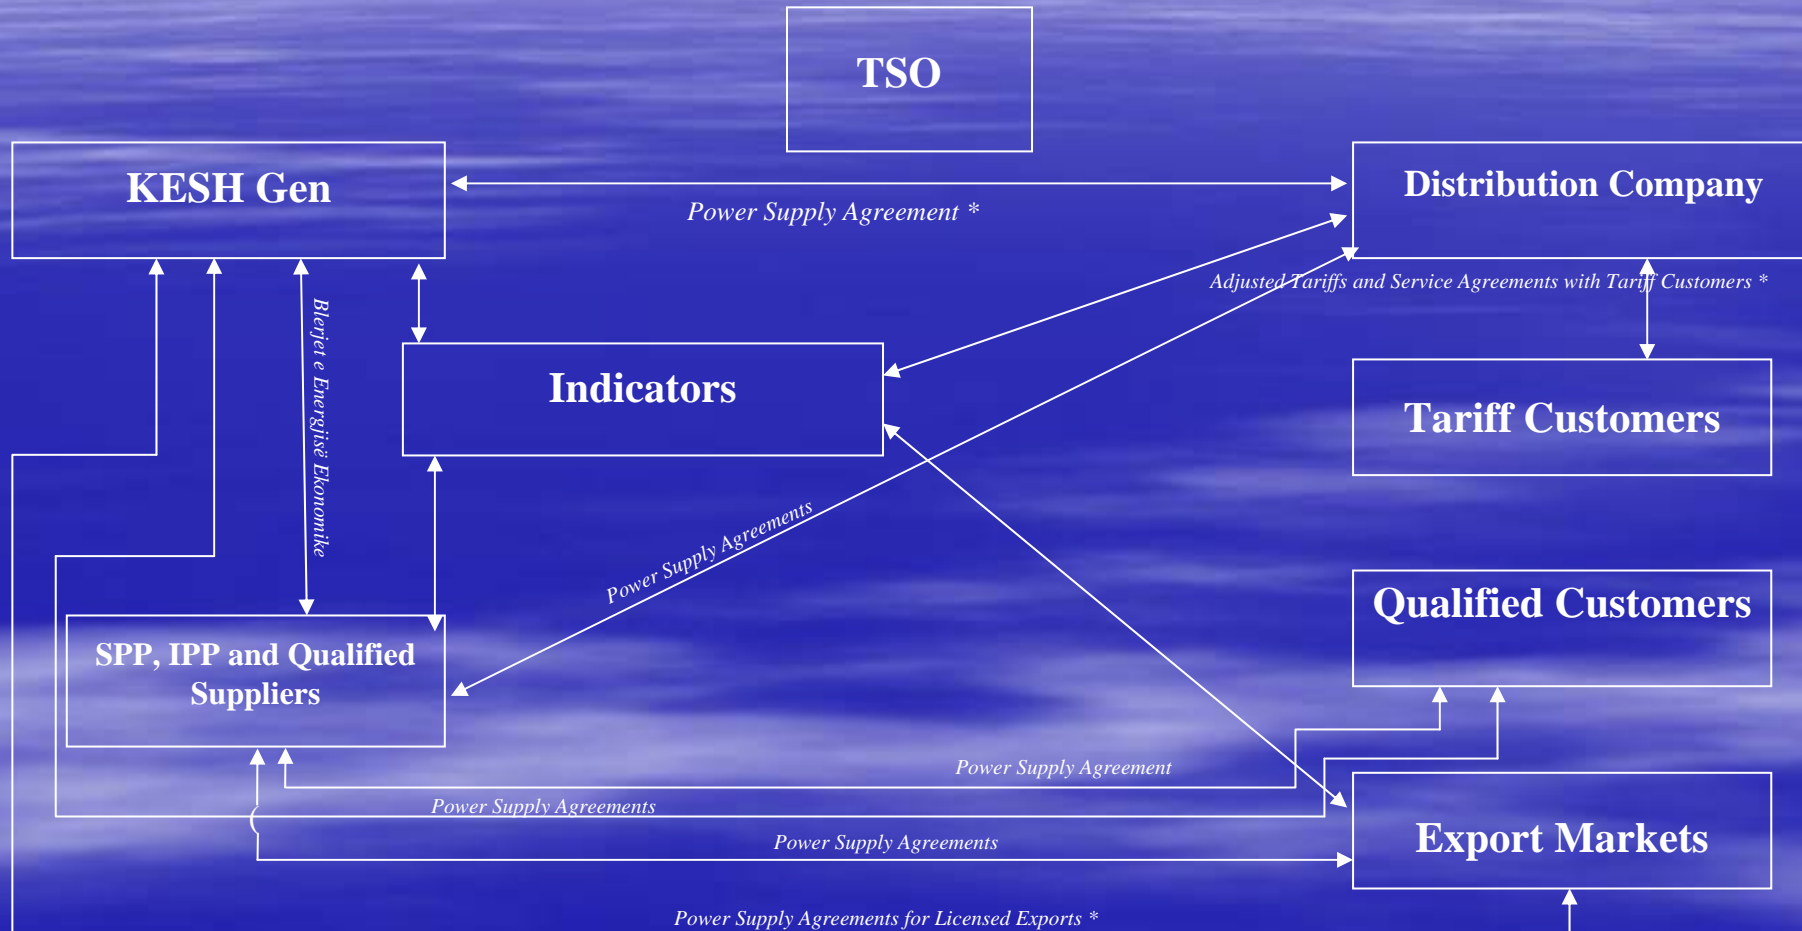 TSO
KESH Gen
Distribution Company
Power Supply Agreement *
Adjusted Tariffs and Service Agreements with Tariff Customers *
Blerjet e Energjisë Ekonomike
Indicators
Tariff Customers
Power Supply Agreements
Qualified Customers
SPP, IPP and Qualified
Suppliers
Power Supply Agreement
Power Supply Agreements
Power Supply Agreements
Export Markets
Power Supply Agreements for Licensed Exports *